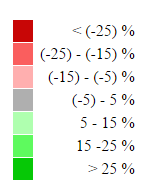 < (-25) %
(-25) - (-15) %
(-15) - (-5) %
(-5) - 5 %
5 - 15 %
15 -25 %
> 25 %